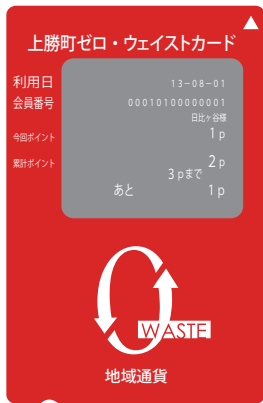 上勝町ゼロ・ウェイストカード
利用日 13-08-01
会員番号 00010100000001
日比ヶ谷様
今回ポイント 1p
累計ポイント 2p
3pまで
あと 1p
WASTE
地域通貨